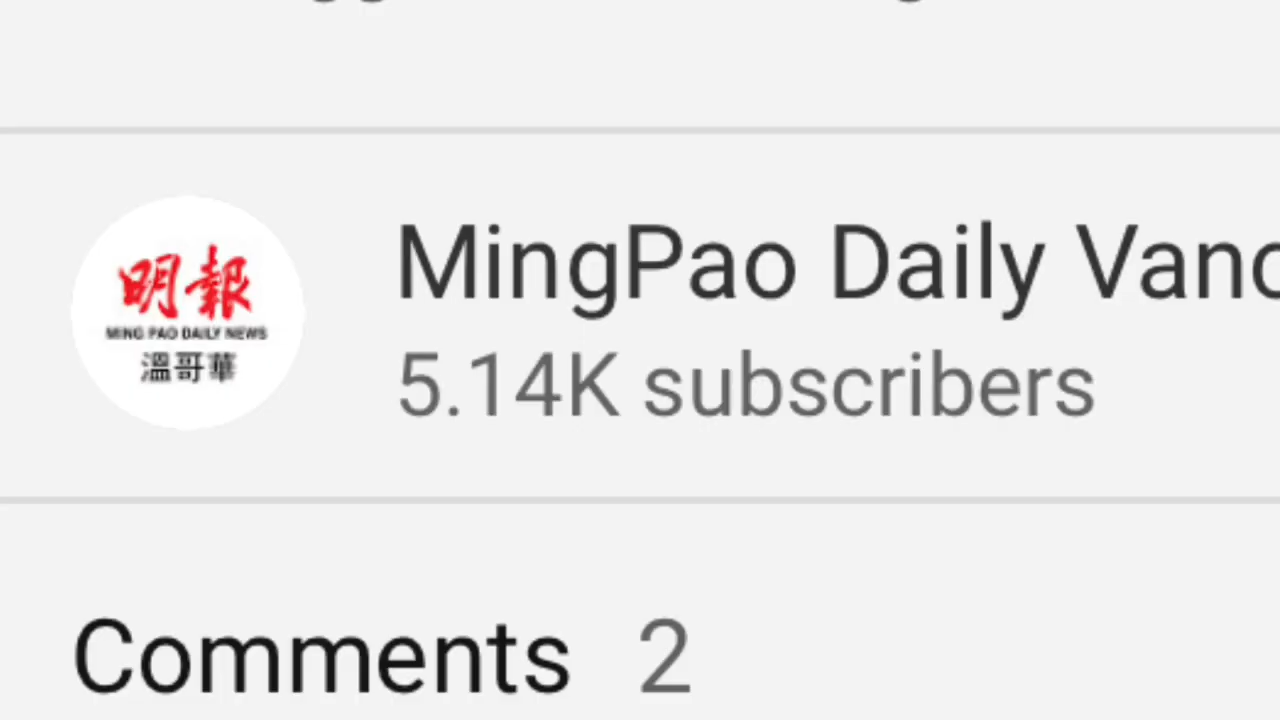 明報
MING PAO DAILY NEWS
溫哥華
MingPao Daily Vanc
5.14K subscribers
Comments 2